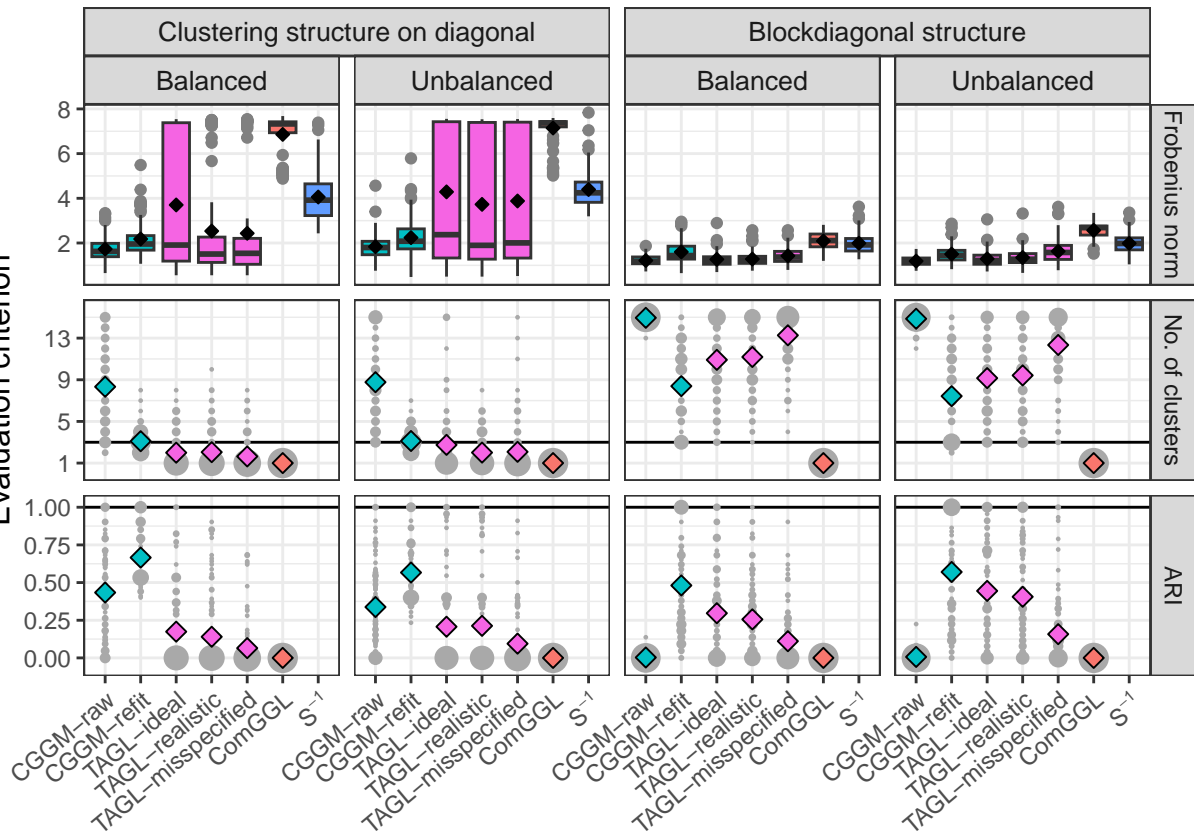 Clustering structure on diagonal
Blockdiagonal structure
Balanced
Unbalanced
Balanced
Unbalanced
Evaluation criterion
8
6
4
2
Frobenius norm
13
9
5
1
No. of clusters
1.00
0.75
0.50
0.25
0.00
ARI
CGGM−raw
CGGM−refit
TAGL−ideal
TAGL−realistic
TAGL−misspecified
ComGGL
S⁻¹
CGGM−raw
CGGM−refit
TAGL−ideal
TAGL−realistic
TAGL−misspecified
ComGGL
S⁻¹
CGGM−raw
CGGM−refit
TAGL−ideal
TAGL−realistic
TAGL−misspecified
ComGGL
S⁻¹
CGGM−raw
CGGM−refit
TAGL−ideal
TAGL−realistic
TAGL−misspecified
ComGGL
S⁻¹